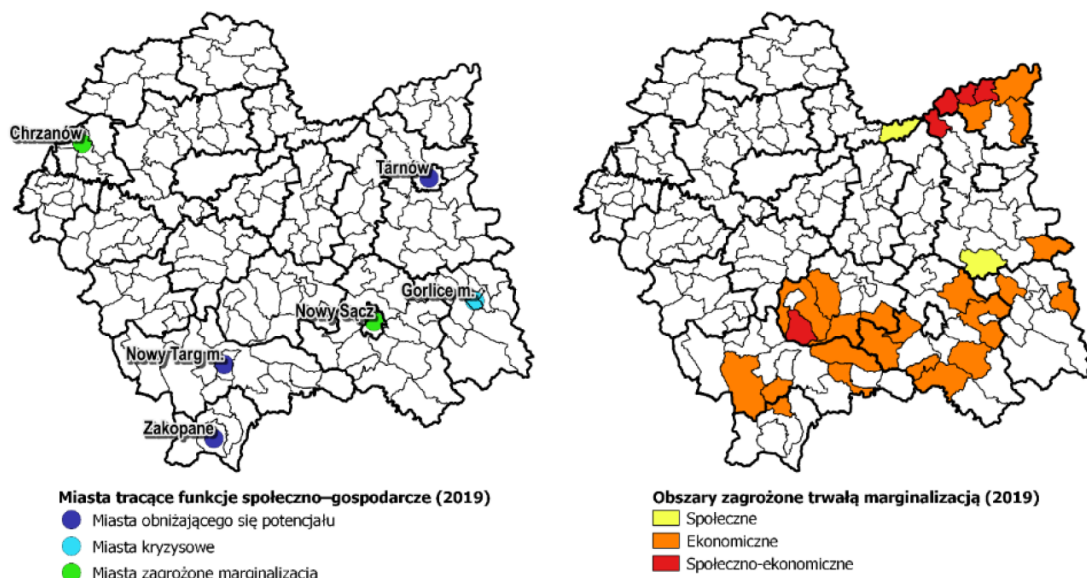 Chrzanów
Tarnów
Gorlice m.
Nowy Sącz
Nowy Targ m.
Zakopane
Miasta tracące funkcje społeczno–gospodarcze (2019)
Miasta obniżającego się potencjału
Miasta kryzysowe
Miasta zagrożone marginalizacją
Obszary zagrożone trwałą marginalizacją (2019)
Społeczne
Ekonomiczne
Społeczno-ekonomiczne